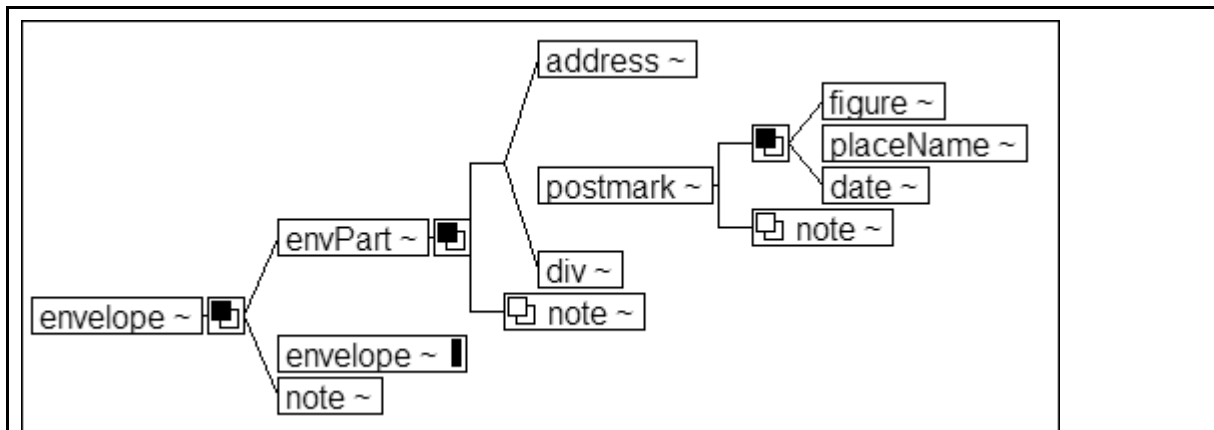 address ~
figure ~
placeName ~
postmark ~
date ~
note ~
envPart ~
div ~
envelope ~
note ~
envelope ~
note ~